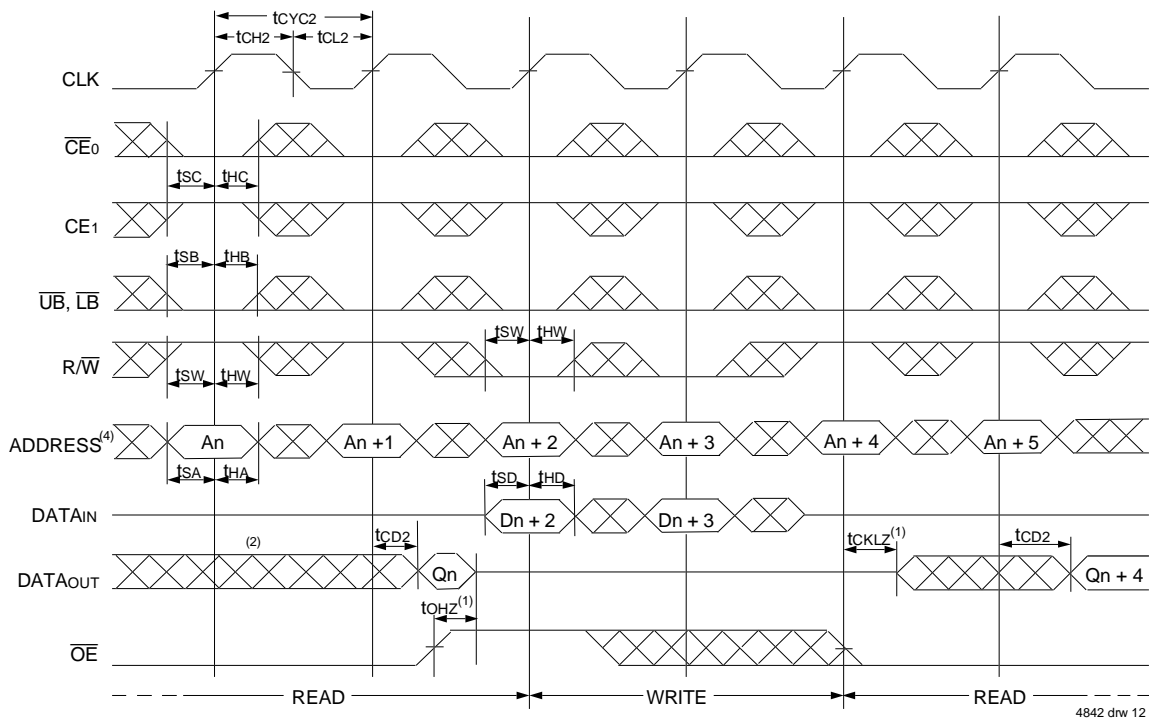 tCYC2
tCH2 tCL2
CLK
CE0
tSC tHC
CE1
tSB tHB
UB, LB
tSW tHW
R/W
tSW tHW
ADDRESS(4) An An +1 An + 2 An + 3 An + 4 An + 5
tSA tHA tSD tHD
DATAIN Dn + 2 Dn + 3
(2) tCD2 tCKLZ(1) tCD2
DATAOUT Qn Qn + 4
tOHZ(1)
OE
READ WRITE READ
4842 drw 12